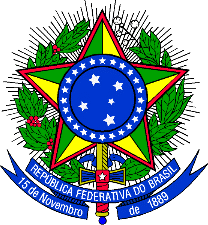 REPÚBLICA FEDERATIVA DO BRASIL
15 de Novembro de 1889